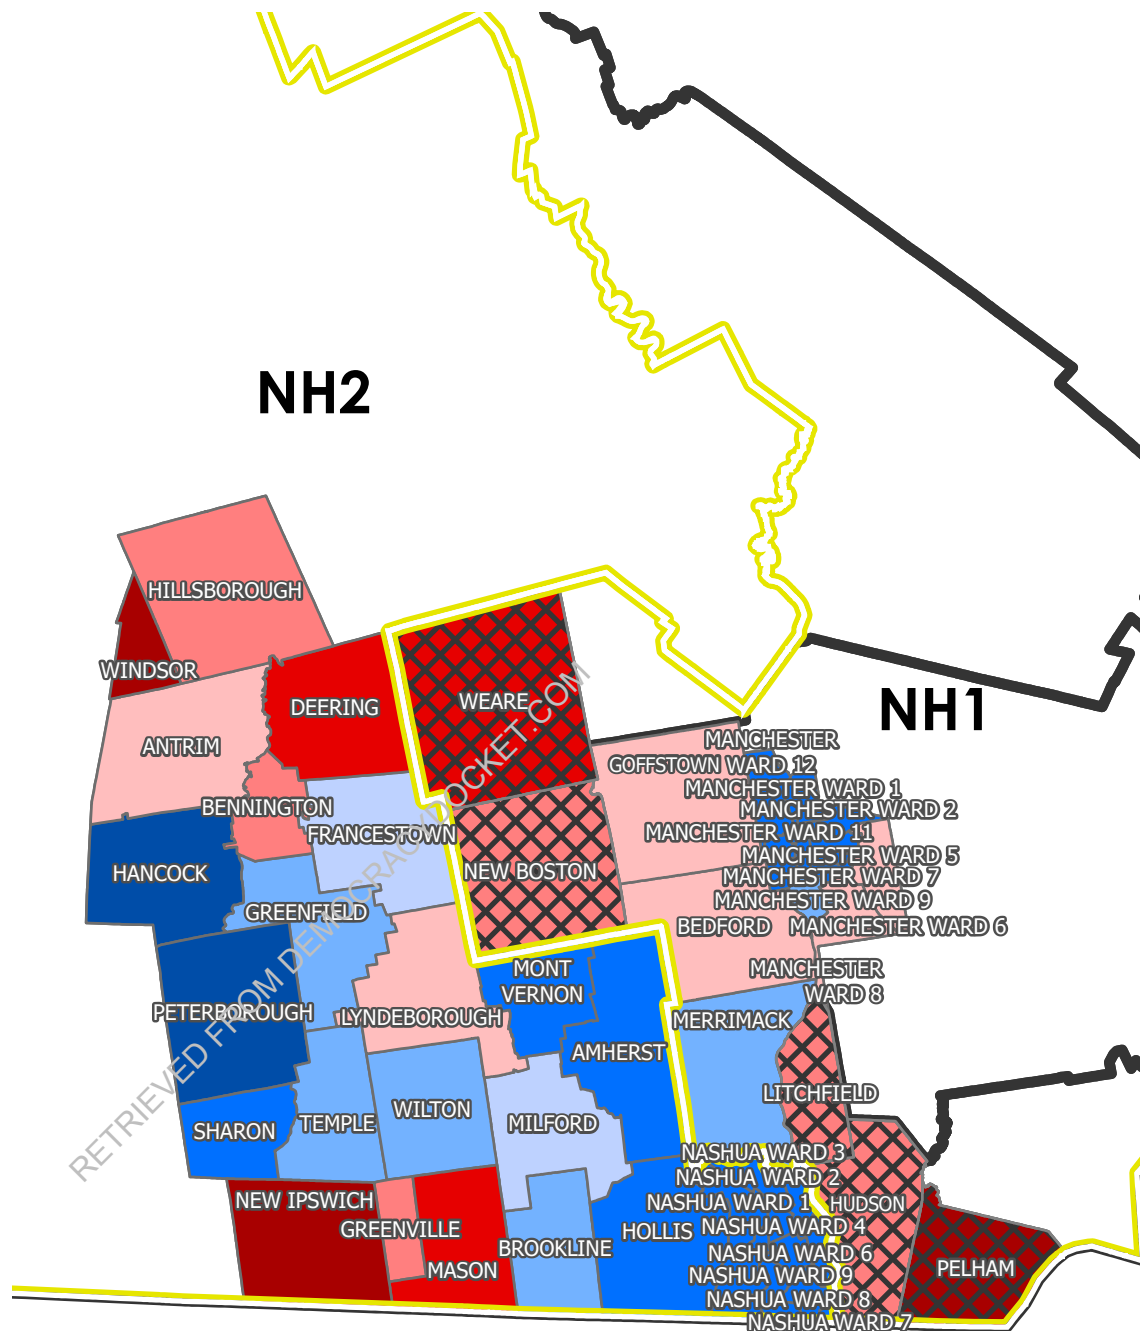 NH2
HILLSBOROUGH
WINDSOR
DEERING
WEARE
NH1
ANTRIM
MANCHESTER
GOFFSTOWN WARD 12
MANCHESTER WARD 1
BENNINGTON
MANCHESTER WARD 2
FRANCESTOWN
MANCHESTER WARD 11
MANCHESTER WARD 5
HANCOCK
NEW BOSTON
MANCHESTER WARD 7
MANCHESTER WARD 9
GREENFIELD
BEDFORD
MANCHESTER WARD 6
MONT
VERNON
MANCHESTER
WARD 8
PETERBOROUGH
LYNDEBOROUGH
MERRIMACK
AMHERST
LITCHFIELD
WILTON
SHARON
TEMPLE
MILFORD
NASHUA WARD 3
NASHUA WARD 2
NEW IPSWICH
NASHUA WARD 1
HUDSON
GREENVILLE
HOLLIS
NASHUA WARD 4
BROOKLINE
NASHUA WARD 6
MASON
NASHUA WARD 9
PELHAM
NASHUA WARD 8
NASHUA WARD 7
RETRIEVED FROM DEMOCRACYDOCKET.COM